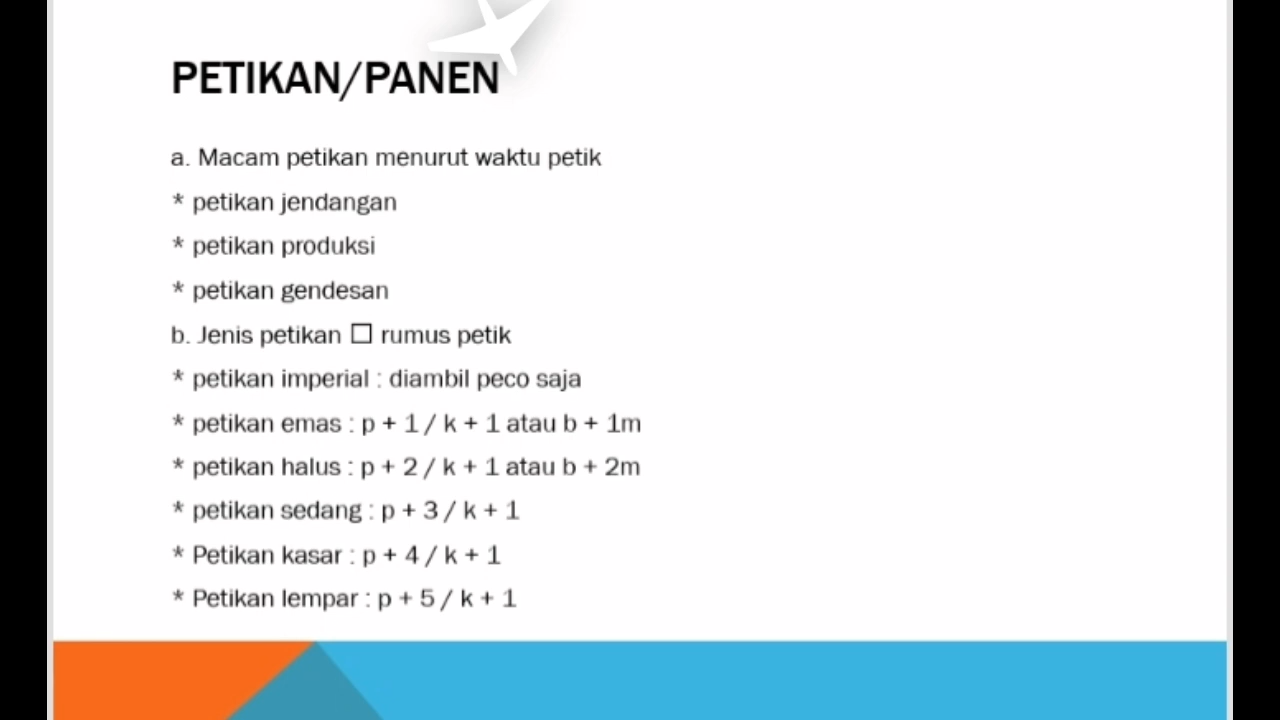 PETIKAN/PANEN
a. Macam petikan menurut waktu petik
* petikan jendangan
* petikan produksi
* petikan gendesan
b. Jenis petikan □ rumus petik
* petikan imperial : diambil peco saja
* petikan emas : p + 1 / k + 1 atau b + 1m
* petikan halus : p + 2 / k + 1 atau b + 2m
* petikan sedang : p + 3 / k + 1
* Petikan kasar : p + 4 / k + 1
* Petikan lempar : p + 5 / k + 1